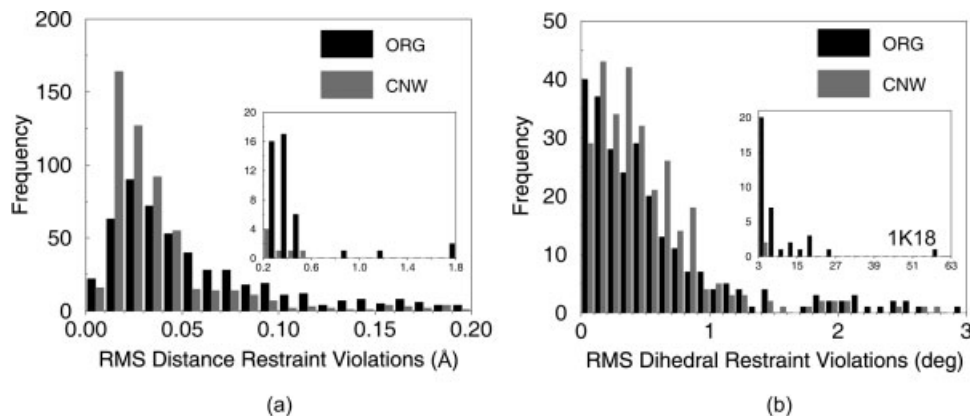 200
150
100
50
0
Frequency
ORG
CNW
20
16
12
8
4
0
0.2 0.6 1.0 1.4 1.8
0.00 0.05 0.10 0.15 0.20
RMS Distance Restraint Violations (Å)
(a)
50
40
30
20
10
0
Frequency
ORG
CNW
20
15
10
5
0
1K18
3 15 27 39 51 63
0 1 2 3
RMS Dihedral Restraint Violations (deg)
(b)